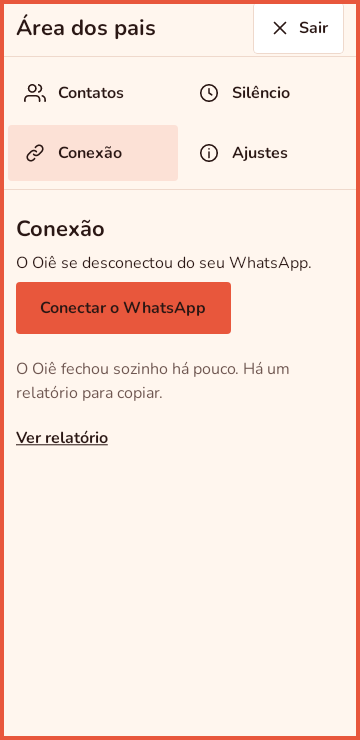 Área dos pais
Sair
Contatos
Silêncio
Conexão
Ajustes
Conexão
O Oiê se desconectou do seu WhatsApp.
Conectar o WhatsApp
O Oiê fechou sozinho há pouco. Há um
relatório para copiar.
Ver relatório